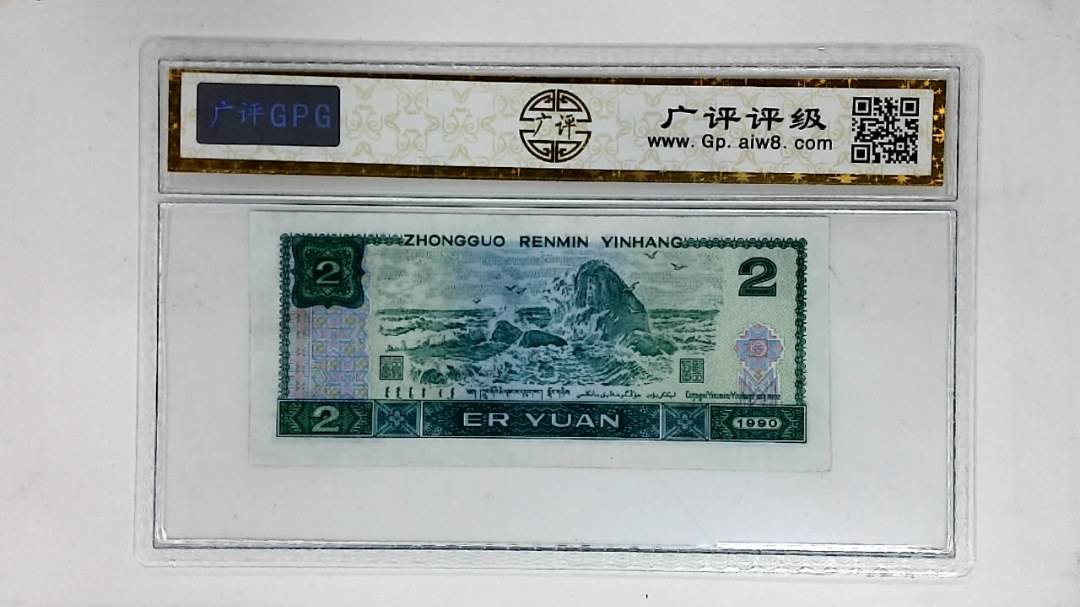 广评GPG
广评
广评评级
www. Gp. aiw8. com
ZHONGGUO RENMIN YINHANG
2
2
2
ER YUAN
1990